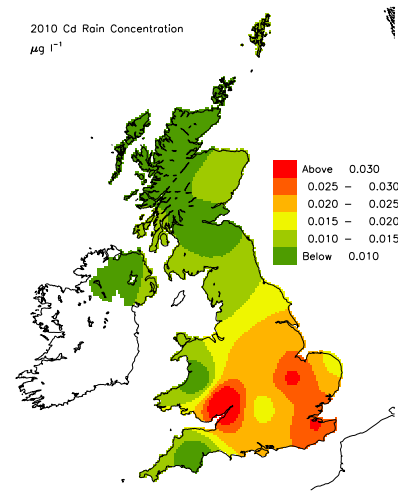 2010 Cd Rain Concentration
µg l⁻¹
Above 0.030
0.025 – 0.030
0.020 – 0.025
0.015 – 0.020
0.010 – 0.015
Below 0.010